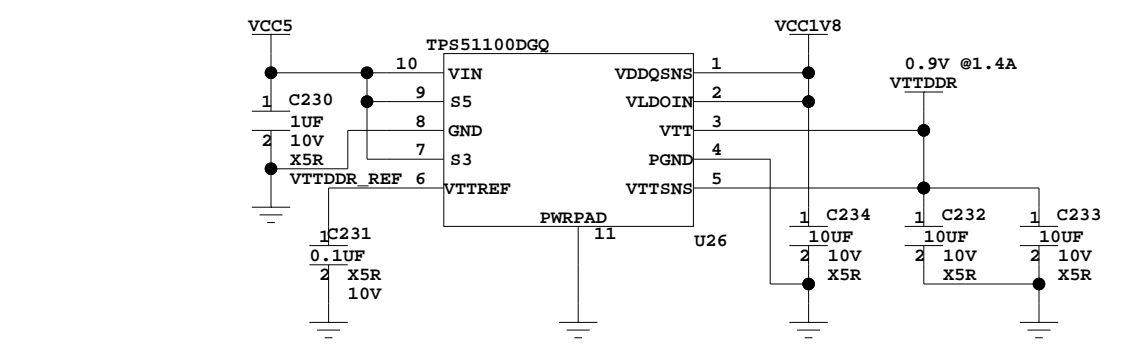 VCC5
VCC1V8
TPS51100DGQ
0.9V @1.4A
VTTDDR
10 VIN
VDDQSNS 1
9 S5
VLDOIN 2
8 GND
VTT 3
7 S3
PGND 4
6 VTTREF
VTTSNS 5
PWRPAD
11
U26
1 C230
1UF
2 10V
X5R
VTTDDR_REF
1 C231
0.1UF
2 X5R
10V
1 C234
10UF
2 10V
X5R
1 C232
10UF
2 10V
X5R
1 C233
10UF
2 10V
X5R